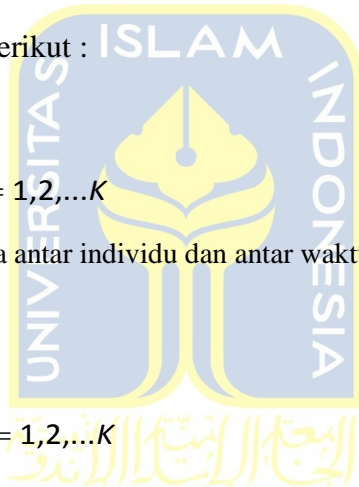 erikut :
ISLAM
UNIVERSITAS
INDONESIA
= 1,2,...K
a antar individu dan antar wakt
= 1,2,...K